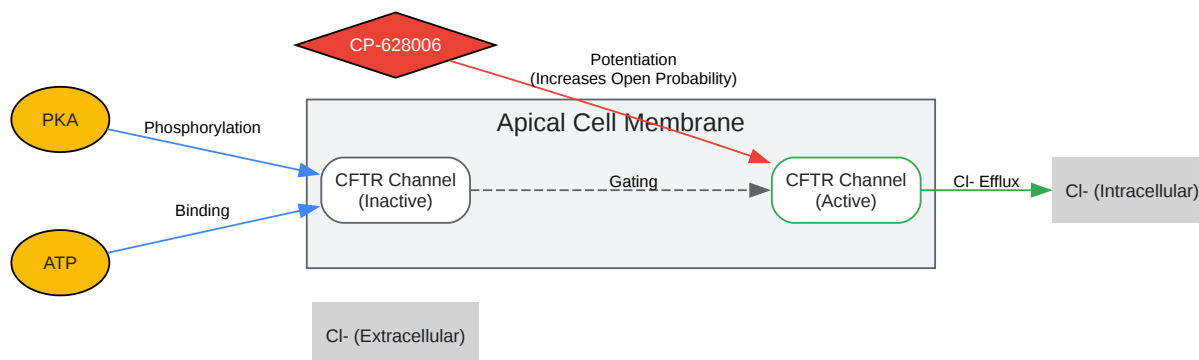 CP-628006
Potentiation
(Increases Open Probability)
PKA
Phosphorylation
Apical Cell Membrane
CFTR Channel
(Inactive)
Gating
CFTR Channel
(Active)
Cl- Efflux
Cl- (Intracellular)
Binding
ATP
Cl- (Extracellular)